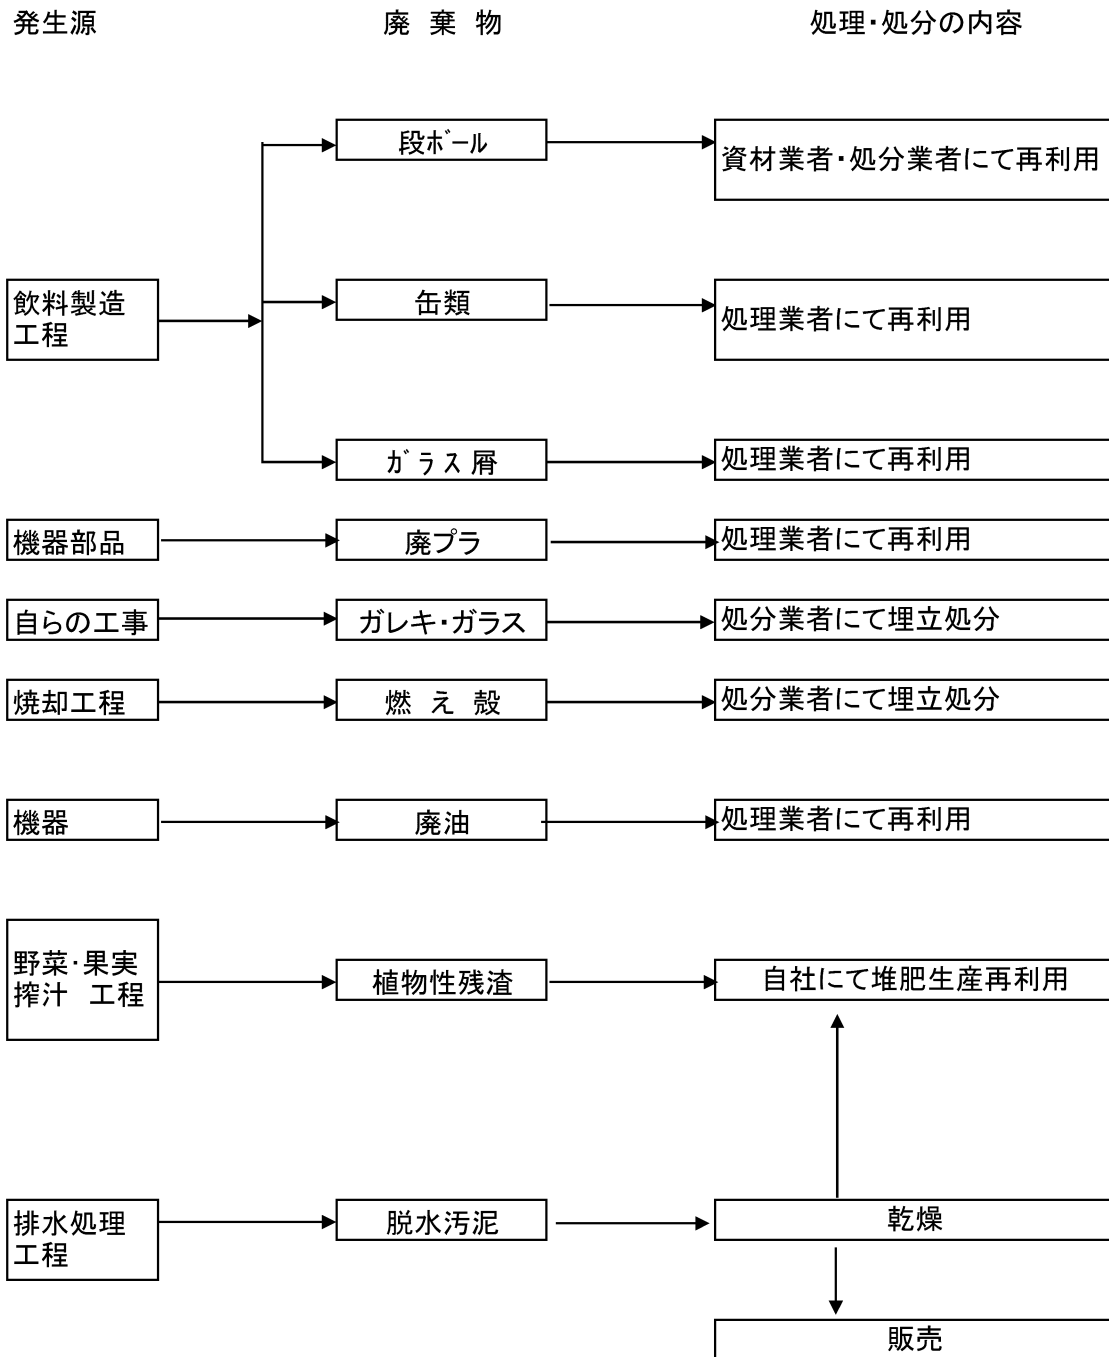 発生源
廃 棄 物
処理・処分の内容
段ﾎﾞｰﾙ
資材業者・処分業者にて再利用
飲料製造
工程
缶類
処理業者にて再利用
ｶﾞラス屑
処理業者にて再利用
機器部品
廃プラ
処理業者にて再利用
自らの工事
ガレキ・ガラス
処分業者にて埋立処分
焼却工程
燃 え 殻
処分業者にて埋立処分
機器
廃油
処理業者にて再利用
野菜・果実
搾汁 工程
植物性残渣
自社にて堆肥生産再利用
排水処理
工程
脱水汚泥
乾燥
販売